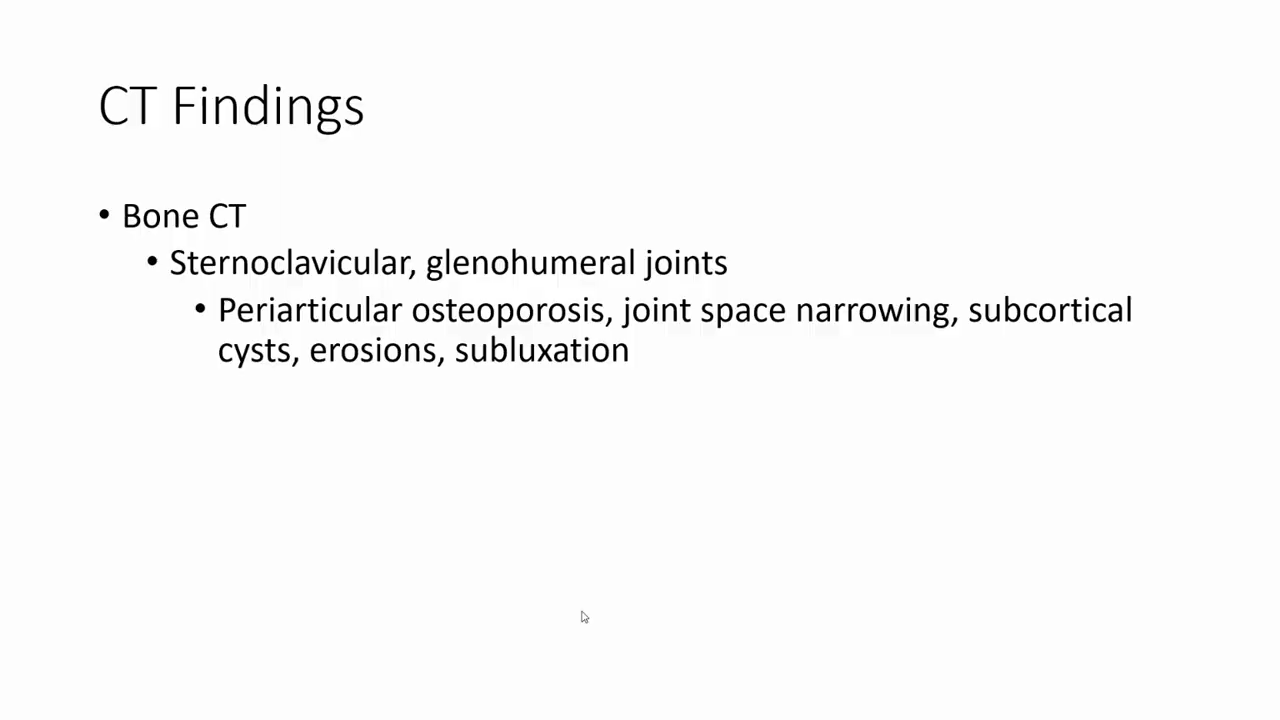 CT Findings
• Bone CT
• Sternoclavicular, glenohumeral joints
• Periarticular osteoporosis, joint space narrowing, subcortical
cysts, erosions, subluxation